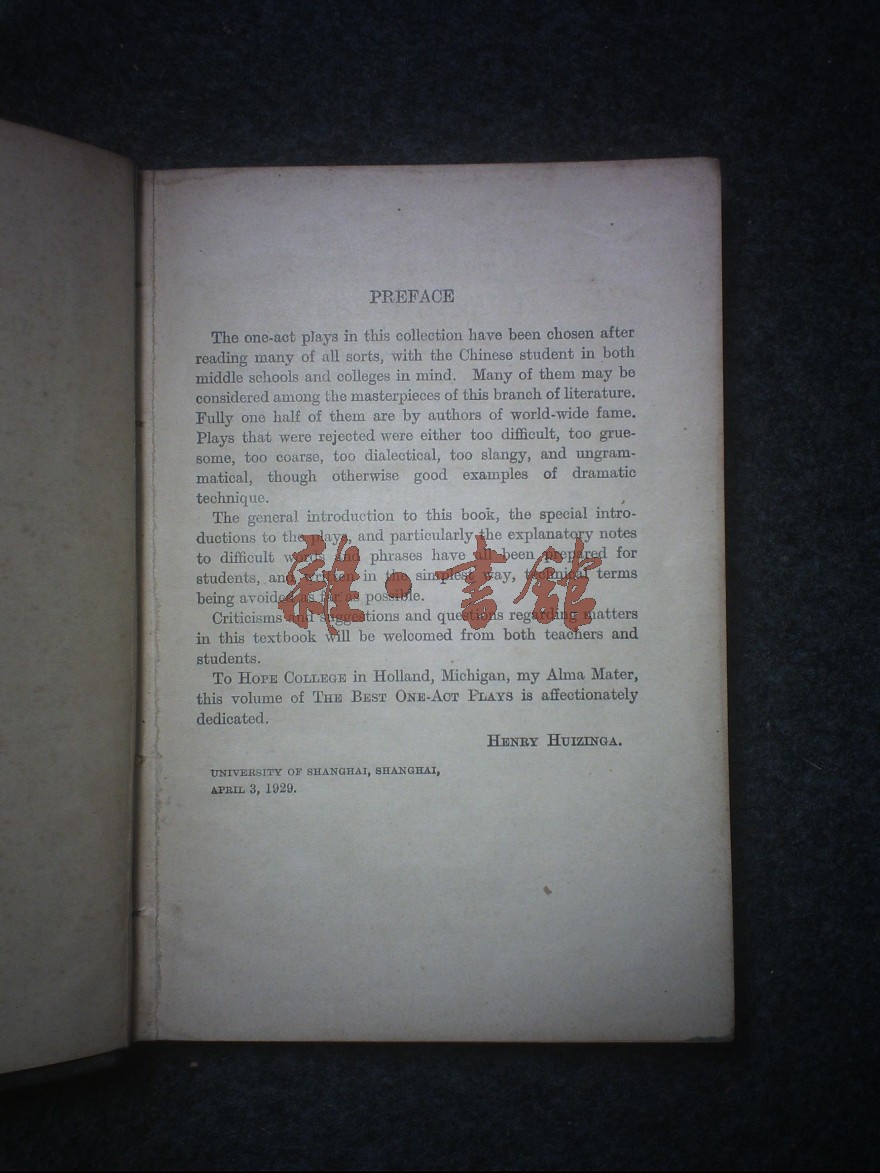 PREFACE
The one-act plays in this collection have been chosen after
reading many of all sorts, with the Chinese student in both
middle schools and colleges in mind. Many of them may be
considered among the masterpieces of this branch of literature.
Fully one half of them are by authors of world-wide fame.
Plays that were rejected were either too difficult, too grue-
some, too coarse, too dialectical, too slangy, and ungram-
matical, though otherwise good examples of dramatic
technique.
The general introduction to this book, the special intro-
ductions to the plays, and particularly the explanatory notes
to difficult words and phrases have all been prepared for
students, and written in the simplest way, technical terms
being avoided as far as possible.
Criticisms and suggestions and questions regarding matters
in this textbook will be welcomed from both teachers and
students.
To HOPE COLLEGE in Holland, Michigan, my Alma Mater,
this volume of THE BEST ONE-ACT PLAYS is affectionately
dedicated.
HENRY HUIZINGA.
UNIVERSITY OF SHANGHAI, SHANGHAI,
APRIL 3, 1929.
雜·書館